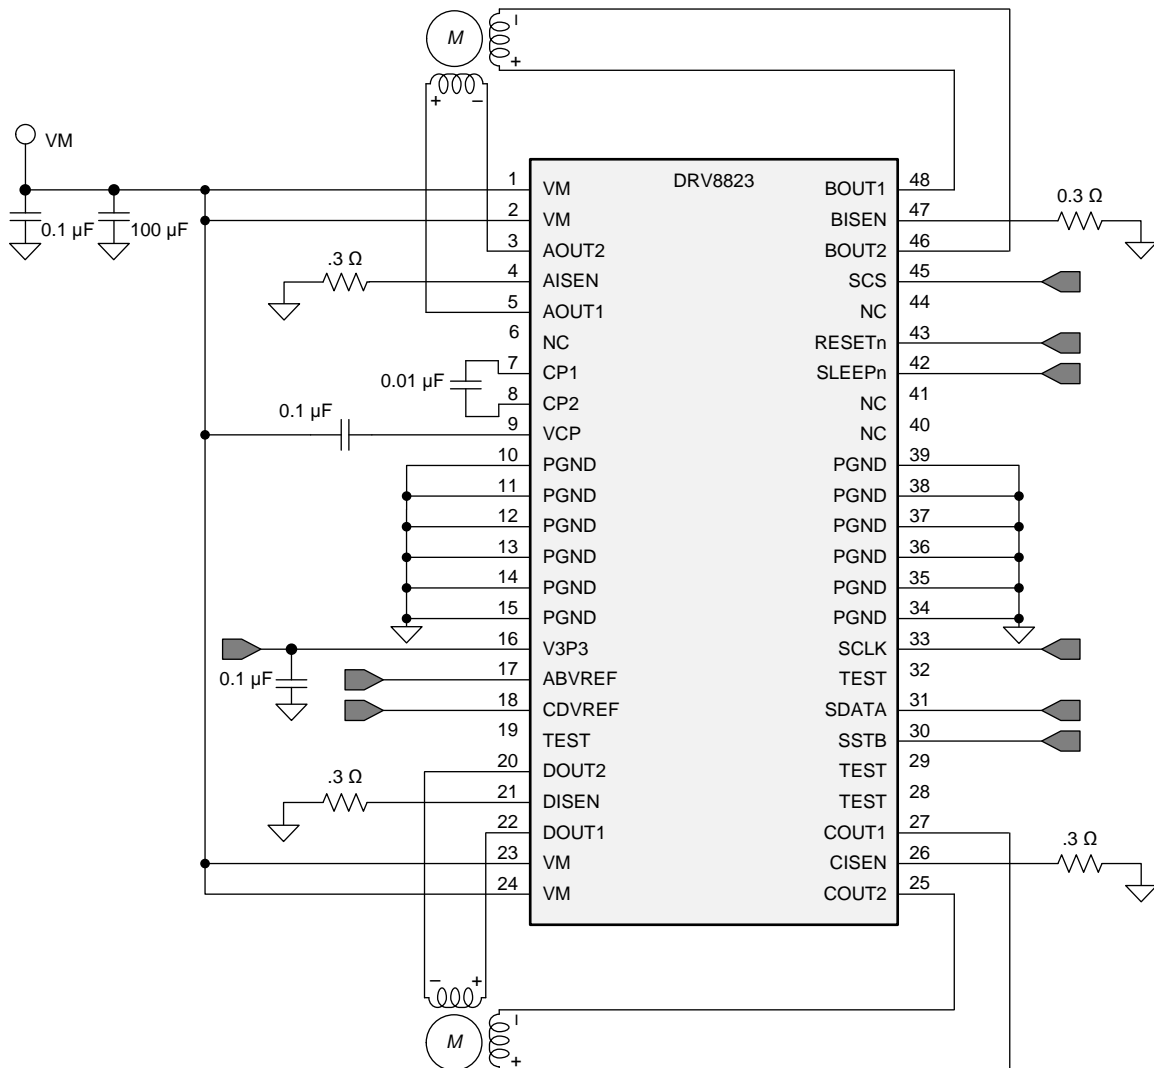 M
–
+
+ –
VM
0.1 µF
100 µF
DRV8823
1 VM BOUT1 48
2 VM BISEN 47 0.3 Ω
3 AOUT2 BOUT2 46
.3 Ω 4 AISEN SCS 45
5 AOUT1 NC 44
6 NC RESETn 43
7 CP1 SLEEPn 42
0.01 µF
8 CP2 NC 41
0.1 µF 9 VCP NC 40
10 PGND PGND 39
11 PGND PGND 38
12 PGND PGND 37
13 PGND PGND 36
14 PGND PGND 35
15 PGND PGND 34
16 V3P3 SCLK 33
0.1 µF 17 ABVREF TEST 32
18 CDVREF SDATA 31
19 TEST SSTB 30
20 DOUT2 TEST 29
.3 Ω 21 DISEN TEST 28
22 DOUT1 COUT1 27
23 VM CISEN 26 .3 Ω
24 VM COUT2 25
– +
–
M
+